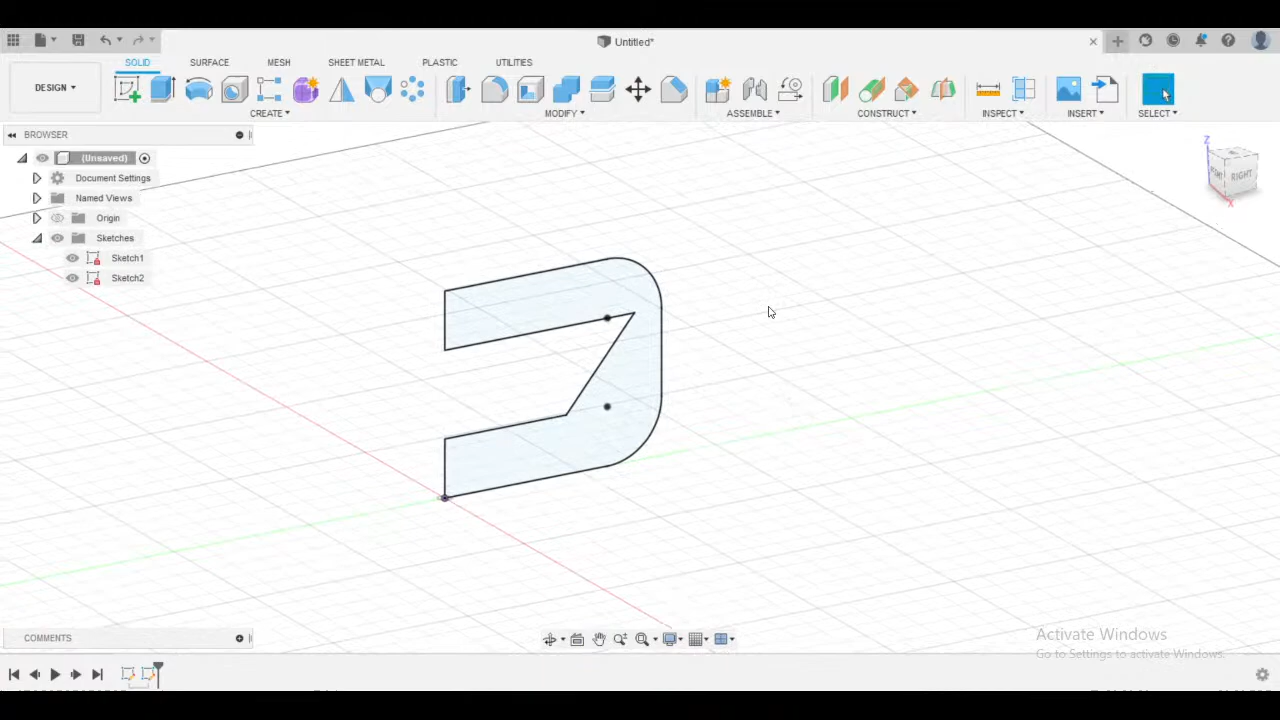 Untitled*
SOLID SURFACE MESH SHEET METAL PLASTIC UTILITIES
DESIGN
CREATE MODIFY ASSEMBLE CONSTRUCT INSPECT INSERT SELECT
BROWSER
(Unsaved)
Document Settings
Named Views
Origin
Sketches
Sketch1
Sketch2
Z
RIGHT
X
COMMENTS
Activate Windows
Go to Settings to activate Windows.